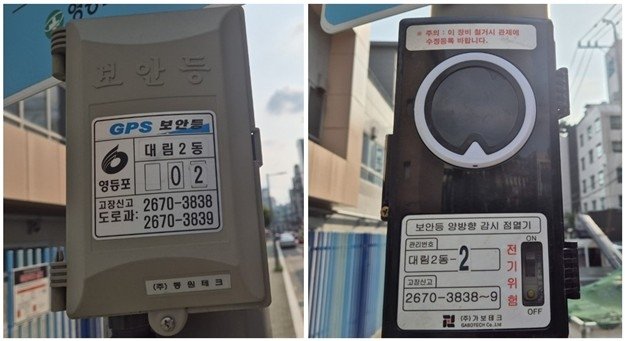 영등
보안등
GPS 보안등
영등포
대림2동
02
고장신고
도로과:
2670-3838
2670-3839
(주) 동원테크
※ 주의 : 이 장비 철거시 관제에
수정등록 바랍니다.
보안등 양방향 감시 점멸기
관리번호
대림2동-2
고장신고
2670-3838~9
전기위험
ON
OFF
(주)가보테크
GABOTECH Co.,Ltd